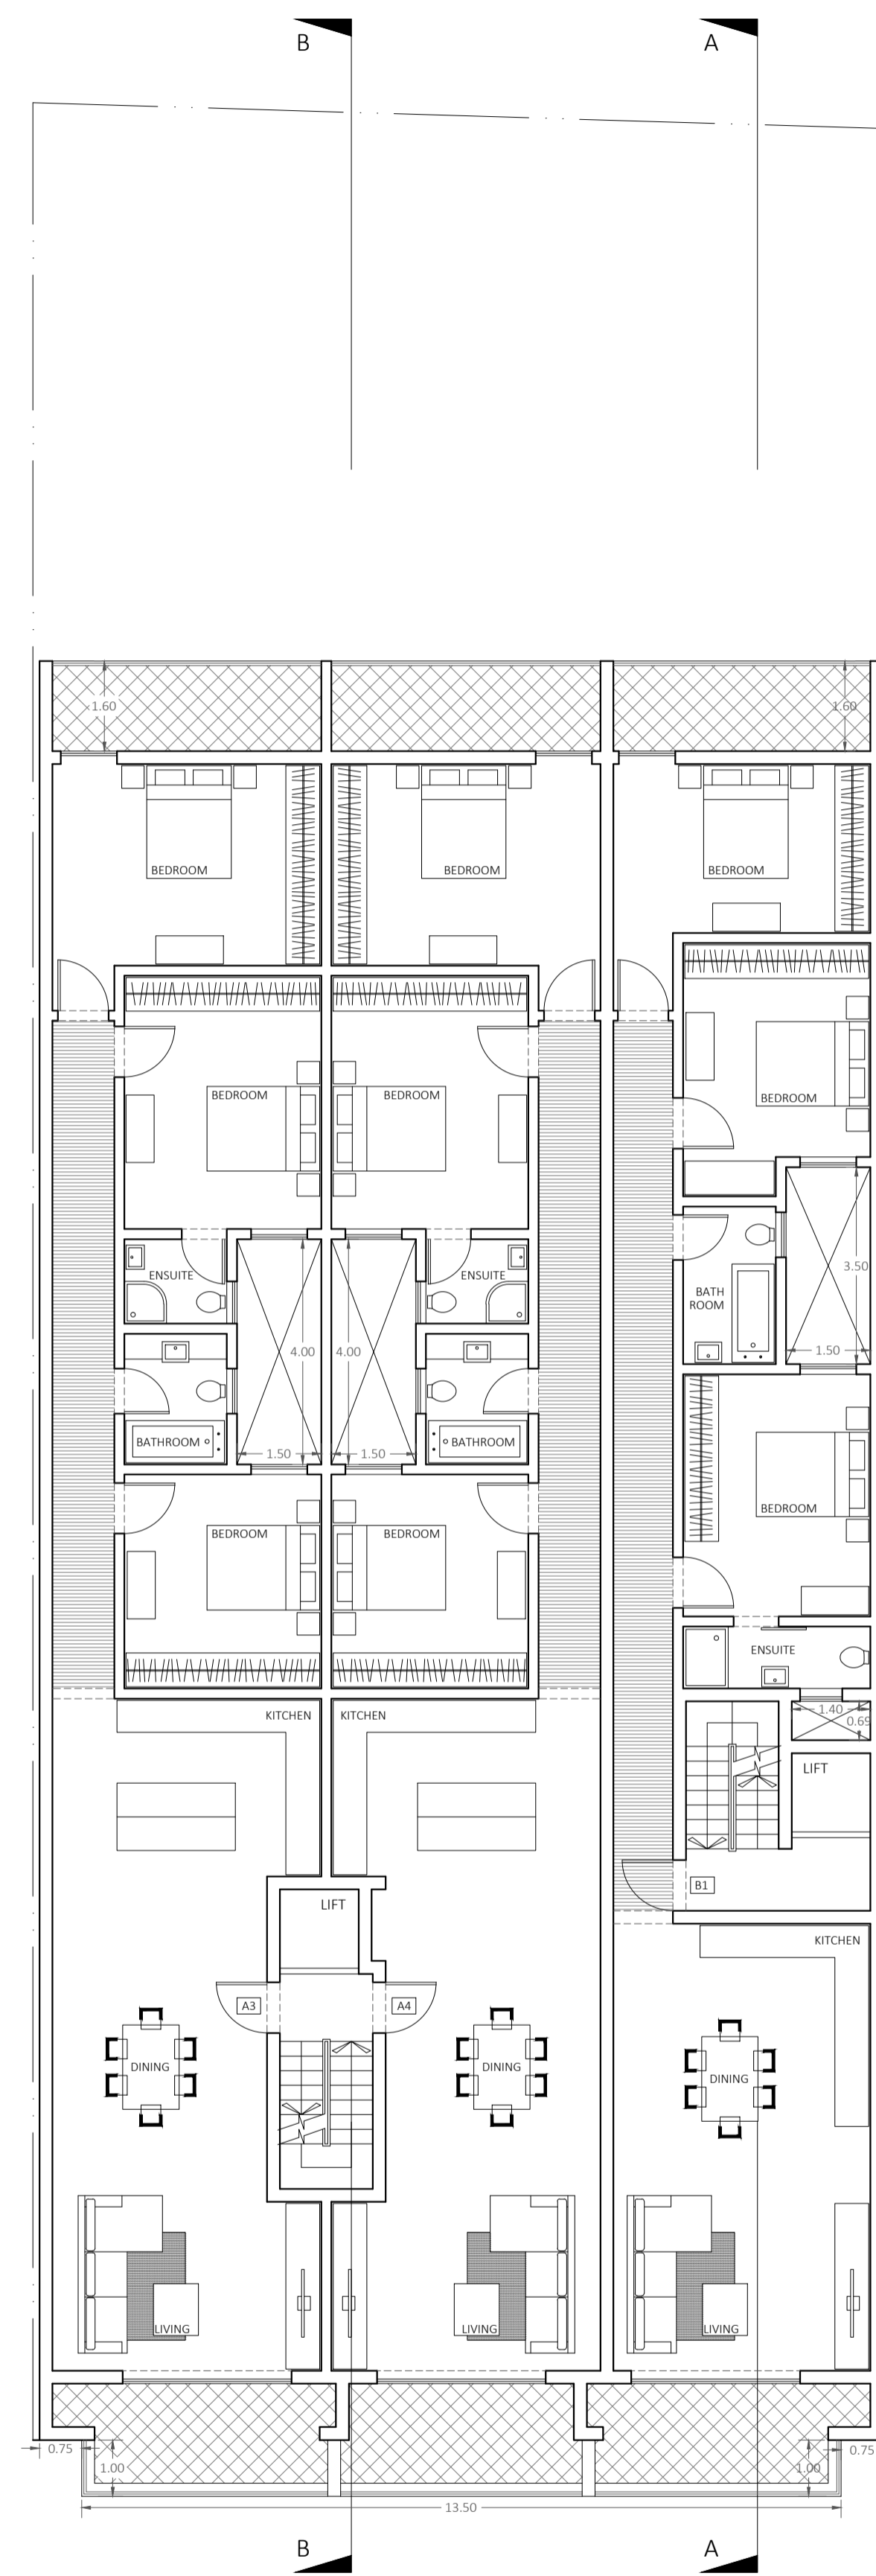 B
A
1.60
1.60
BEDROOM
BEDROOM
BEDROOM
BEDROOM
BEDROOM
BEDROOM
ENSUITE
ENSUITE
3.50
BATH
ROOM
4.00
4.00
1.50
BATHROOM
1.50
1.50
BATHROOM
BEDROOM
BEDROOM
BEDROOM
ENSUITE
KITCHEN
KITCHEN
1.40
0.69
LIFT
B1
LIFT
KITCHEN
A3
A4
DINING
DINING
DINING
LIVING
LIVING
LIVING
0.75
0.75
1.00
1.00
13.50
B
A